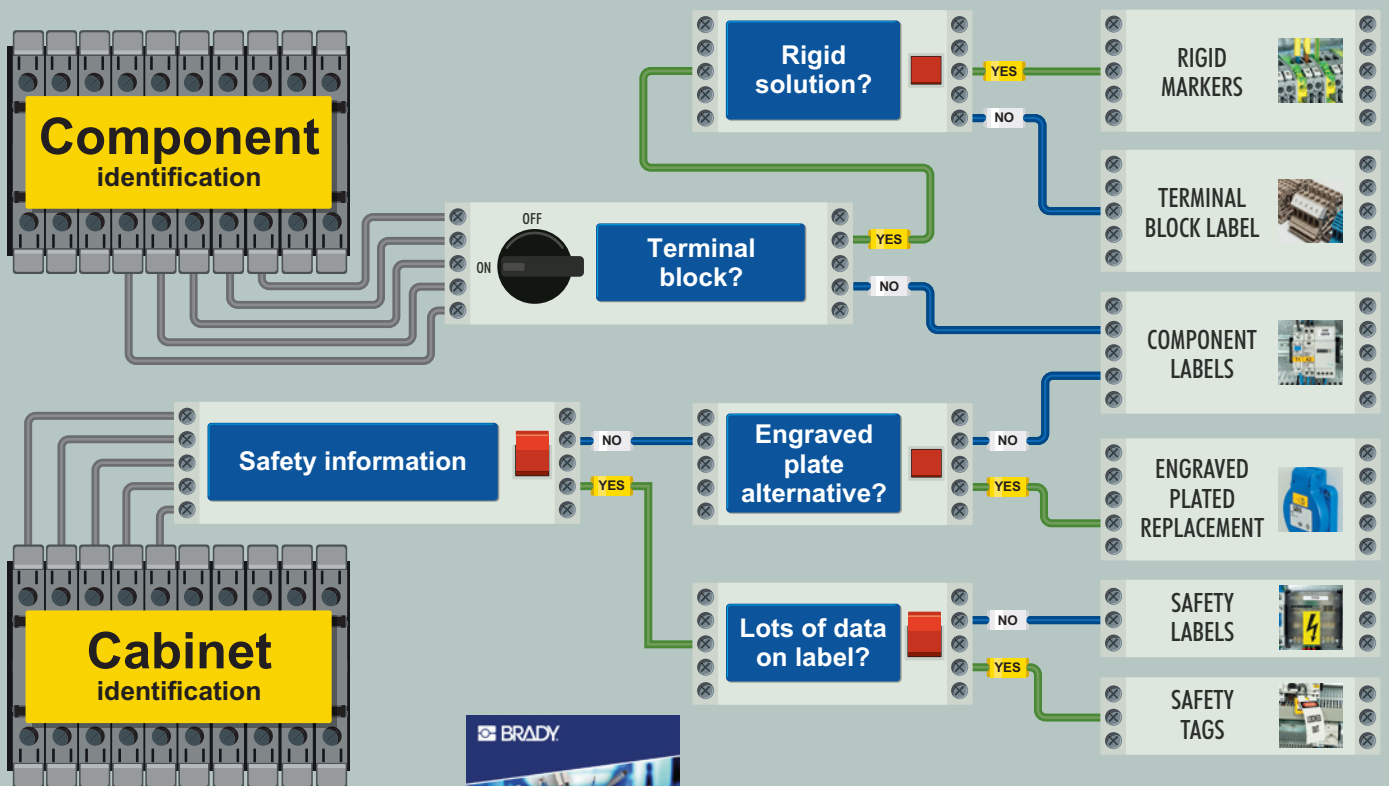 Component
identification
OFF
ON
Terminal
block?
YES
NO
Rigid
solution?
YES
NO
RIGID
MARKERS
TERMINAL
BLOCK LABEL
COMPONENT
LABELS
Safety information
NO
YES
Engraved
plate
alternative?
NO
YES
ENGRAVED
PLATED
REPLACEMENT
Cabinet
identification
Lots of data
on label?
NO
YES
SAFETY
LABELS
SAFETY
TAGS
BRADY